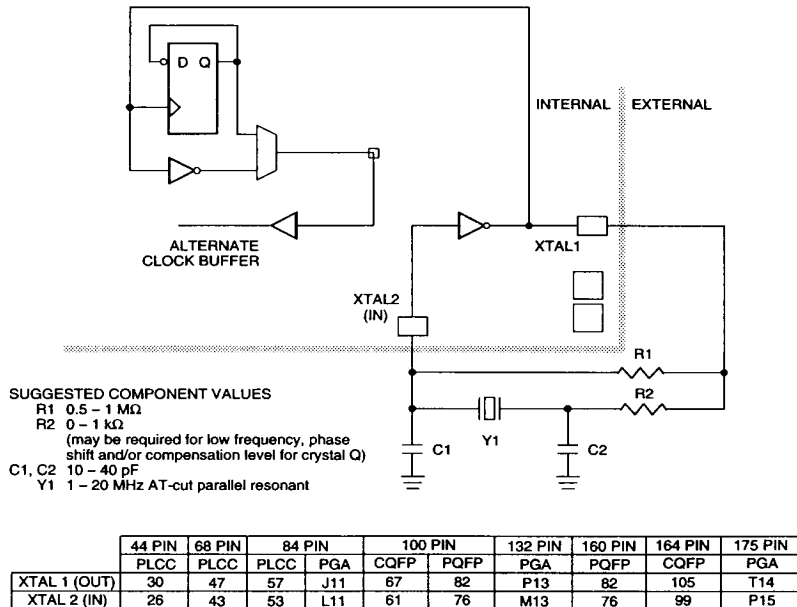 D Q
INTERNAL EXTERNAL
ALTERNATE
CLOCK BUFFER
XTAL1
XTAL2
(IN)
R1
R2
C1
Y1
C2
SUGGESTED COMPONENT VALUES
R1 0.5 – 1 MΩ
R2 0 – 1 kΩ
(may be required for low frequency, phase
shift and/or compensation level for crystal Q)
C1, C2 10 – 40 pF
Y1 1 – 20 MHz AT-cut parallel resonant
44 PIN 68 PIN 84 PIN 100 PIN 132 PIN 160 PIN 164 PIN 175 PIN
PLCC PLCC PLCC PGA CQFP PQFP PGA PQFP CQFP PGA
XTAL 1 (OUT) 30 47 57 J11 67 82 P13 82 105 T14
XTAL 2 (IN) 26 43 53 L11 61 76 M13 76 99 P15